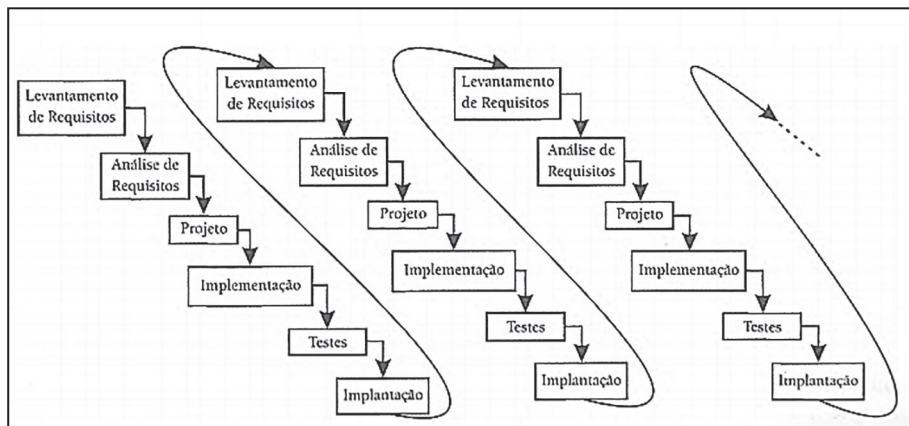 Levantamento
de Requisitos
Análise de
Requisitos
Projeto
Implementação
Testes
Implantação
Levantamento
de Requisitos
Análise de
Requisitos
Projeto
Implementação
Testes
Implantação
Levantamento
de Requisitos
Análise de
Requisitos
Projeto
Implementação
Testes
Implantação